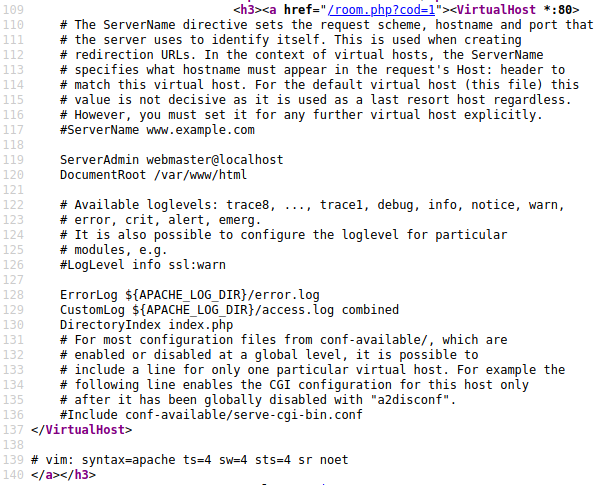 109 <h3><a href="/room.php?cod=1"><VirtualHost *:80>
110 # The ServerName directive sets the request scheme, hostname and port that
111 # the server uses to identify itself. This is used when creating
112 # redirection URLs. In the context of virtual hosts, the ServerName
113 # specifies what hostname must appear in the request's Host: header to
114 # match this virtual host. For the default virtual host (this file) this
115 # value is not decisive as it is used as a last resort host regardless.
116 # However, you must set it for any further virtual host explicitly.
117 #ServerName www.example.com
118
119 ServerAdmin webmaster@localhost
120 DocumentRoot /var/www/html
121
122 # Available loglevels: trace8, ..., trace1, debug, info, notice, warn,
123 # error, crit, alert, emerg.
124 # It is also possible to configure the loglevel for particular
125 # modules, e.g.
126 #LogLevel info ssl:warn
127
128 ErrorLog ${APACHE_LOG_DIR}/error.log
129 CustomLog ${APACHE_LOG_DIR}/access.log combined
130 DirectoryIndex index.php
131 # For most configuration files from conf-available/, which are
132 # enabled or disabled at a global level, it is possible to
133 # include a line for only one particular virtual host. For example the
134 # following line enables the CGI configuration for this host only
135 # after it has been globally disabled with "a2disconf".
136 #Include conf-available/serve-cgi-bin.conf
137 </VirtualHost>
138
139 # vim: syntax=apache ts=4 sw=4 sts=4 sr noet
140 </a></h3>